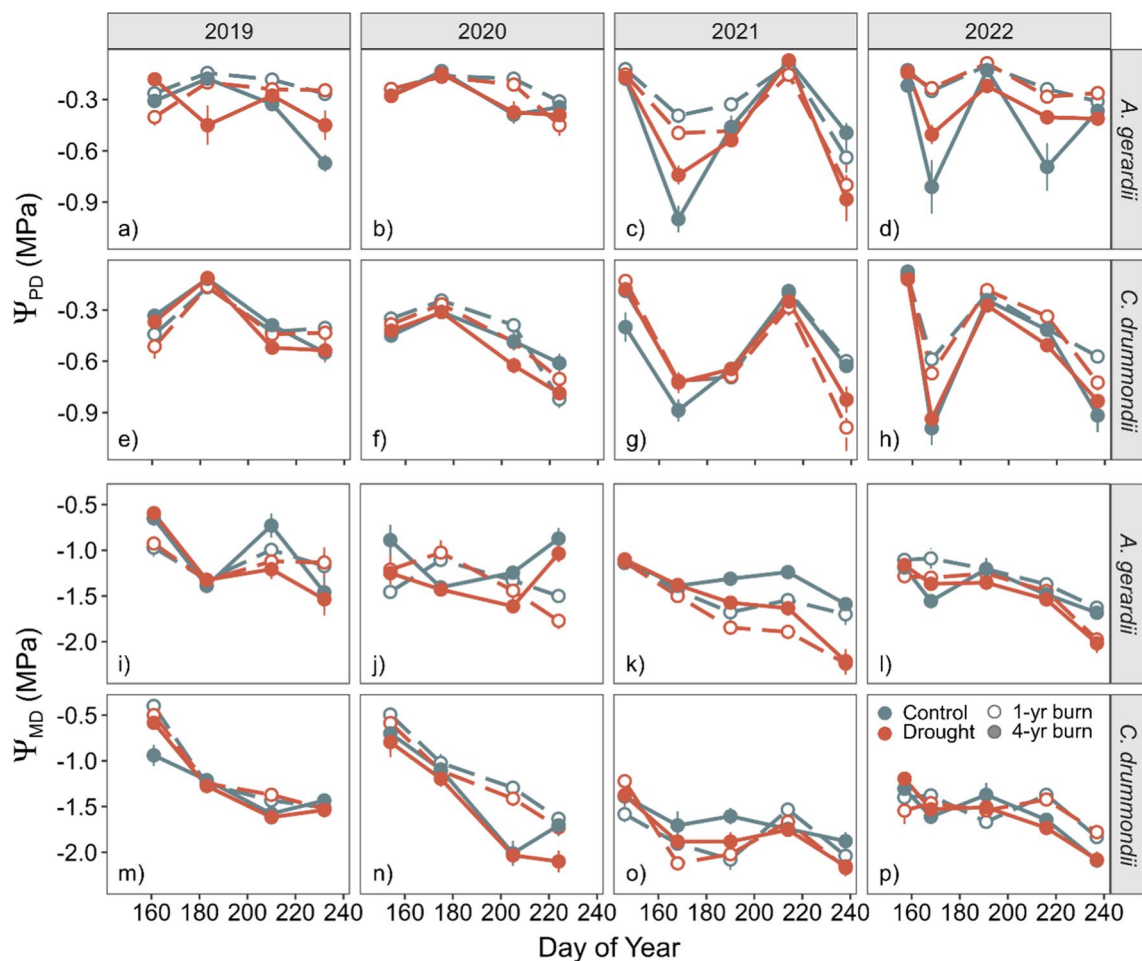 2019 2020 2021 2022
-0.3
-0.6
-0.9
a) b) c) d)
A. gerardii
Ψ_PD (MPa)
-0.3
-0.6
-0.9
e) f) g) h)
C. drummondii
-0.5
-1.0
-1.5
-2.0
i) j) k) l)
A. gerardii
Ψ_MD (MPa)
Control 1-yr burn
Drought 4-yr burn
-0.5
-1.0
-1.5
-2.0
m) n) o) p)
C. drummondii
160 180 200 220 240 160 180 200 220 240 160 180 200 220 240 160 180 200 220 240
Day of Year